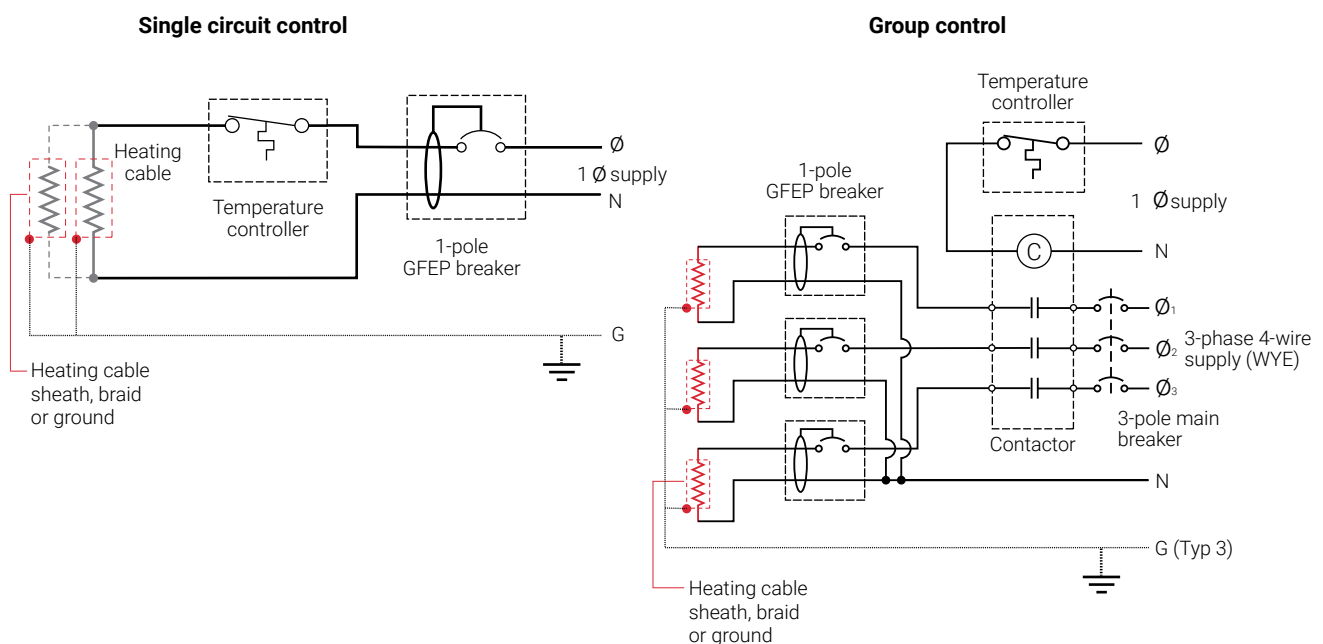 Single circuit control
Heating
cable
Temperature
controller
1-pole
GFEP breaker
Ø
1 Ø supply
N
G
Heating cable
sheath, braid
or ground
Group control
Temperature
controller
Ø
1 Ø supply
N
C
1-pole
GFEP breaker
Ø1
Ø2
Ø3
3-phase 4-wire
supply (WYE)
3-pole main
breaker
Contactor
N
G (Typ 3)
Heating cable
sheath, braid
or ground